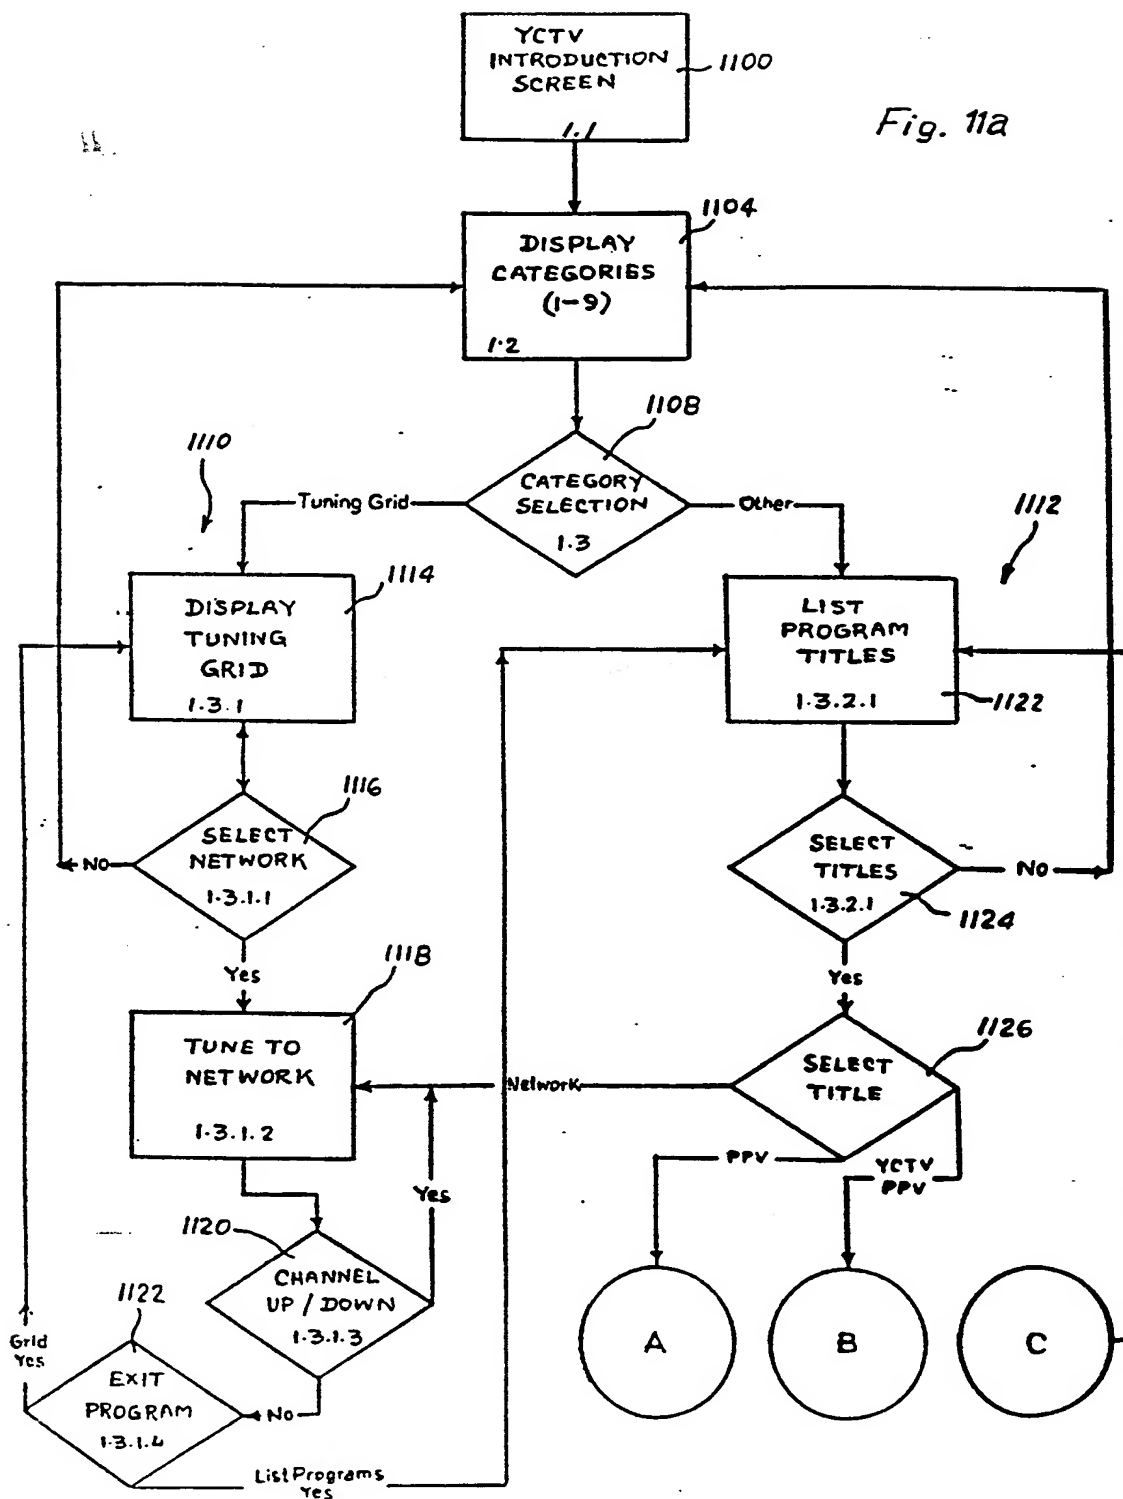 YCTV
INTRODUCTION
SCREEN
1.1
1100
Fig. 11a
1104
DISPLAY
CATEGORIES
(1-9)
1.2
1108
CATEGORY
SELECTION
1.3
Tuning Grid
Other
1110
1112
1114
DISPLAY
TUNING
GRID
1.3.1
LIST
PROGRAM
TITLES
1.3.2.1
1122
1116
SELECT
NETWORK
1.3.1.1
No
Yes
SELECT
TITLES
1.3.2.1
No
1124
Yes
1118
TUNE TO
NETWORK
1.3.1.2
1126
SELECT
TITLE
Network
PPV
YCTV
PPV
Yes
1120
CHANNEL
UP / DOWN
1.3.1.3
No
1122
EXIT
PROGRAM
1.3.1.4
Grid
Yes
List Programs
Yes
A
B
C